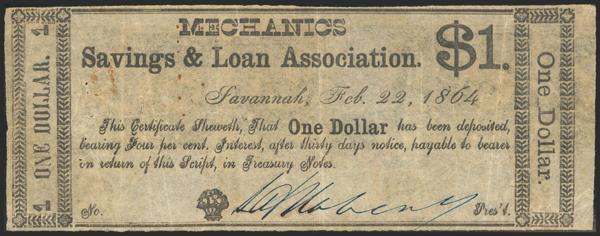 MECHANICS
Savings & Loan Association. $1.
Savannah, Feb. 22, 1864
This Certificate Sheweth, That One Dollar has been deposited,
bearing Four per cent. Interest, after thirty days notice, payable to bearer
on return of this Script, in Treasury Notes.
No. Pres't.
1 ONE DOLLAR. 1
One Dollar.